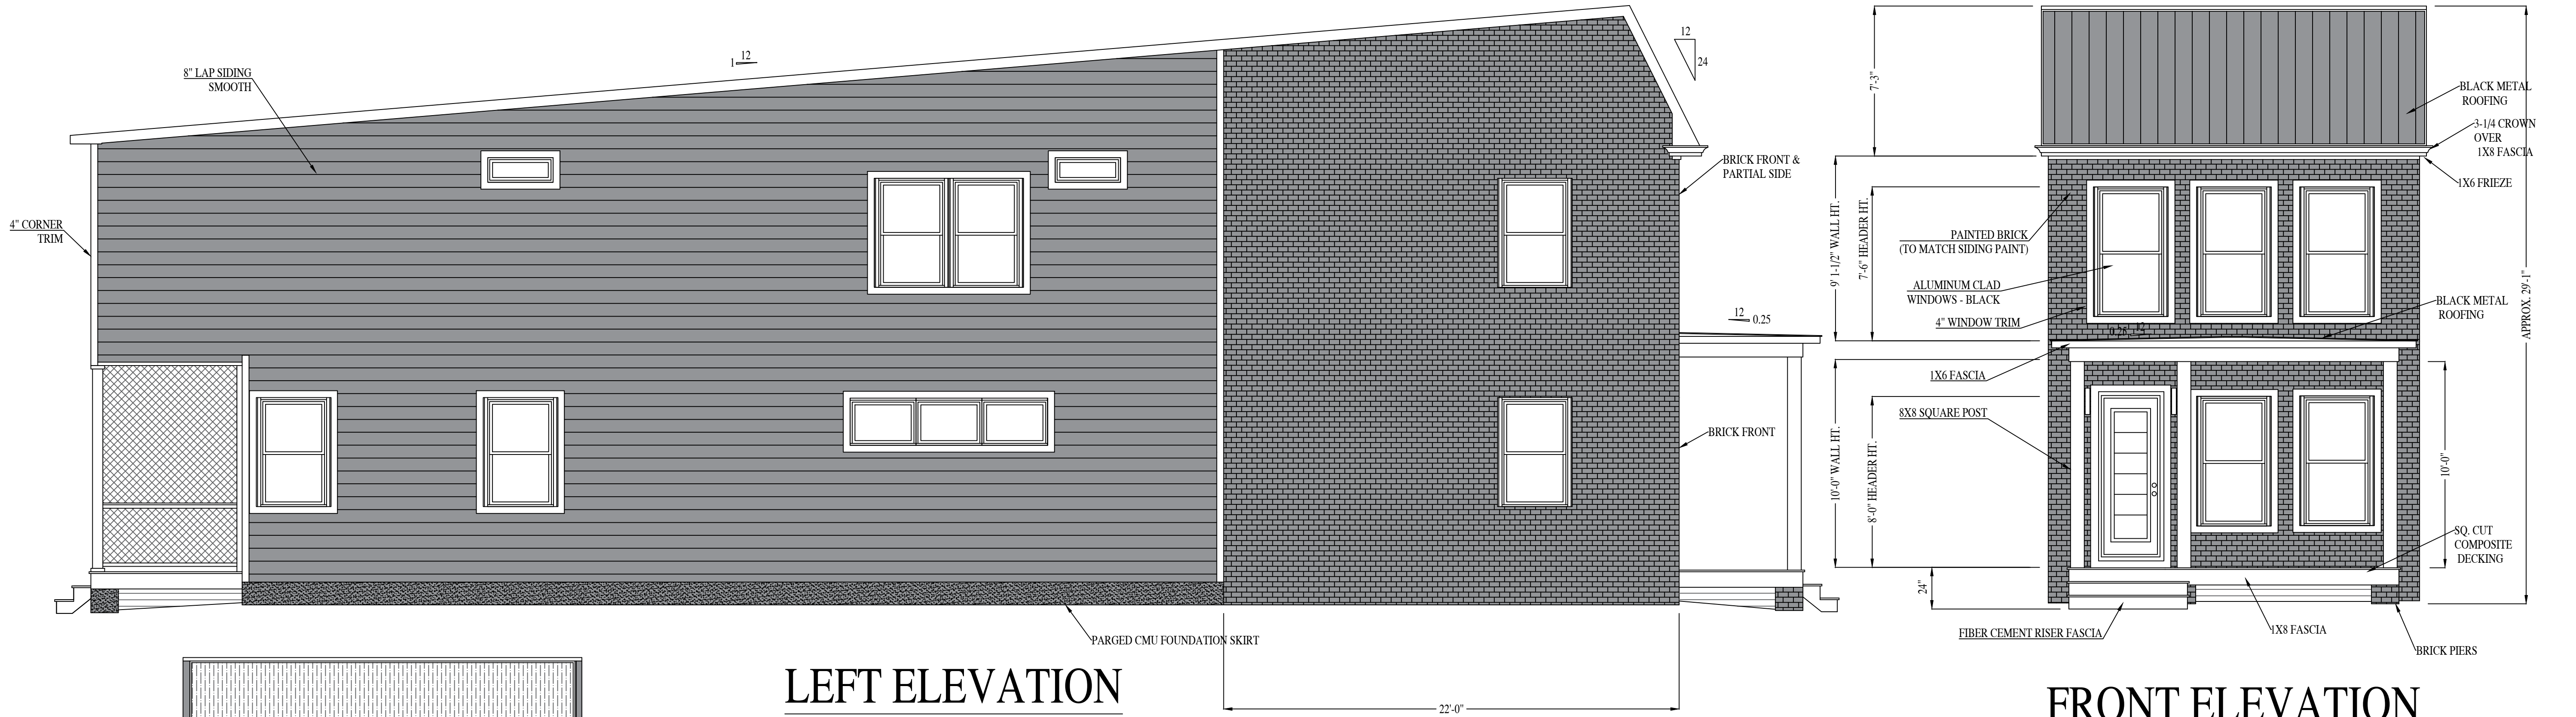 8" LAP SIDING
SMOOTH
4" CORNER
TRIM
12
1
12
24
BRICK FRONT &
PARTIAL SIDE
12
0.25
BRICK FRONT
PARGED CMU FOUNDATION SKIRT
LEFT ELEVATION
22'-0"
7'-3"
9' 1-1/2" WALL HT.
7'-6" HEADER HT.
10'-0" WALL HT.
8'-0" HEADER HT.
24"
PAINTED BRICK
(TO MATCH SIDING PAINT)
ALUMINUM CLAD
WINDOWS - BLACK
4" WINDOW TRIM
0.25
12
1X6 FASCIA
8X8 SQUARE POST
FIBER CEMENT RISER FASCIA
1X8 FASCIA
BRICK PIERS
BLACK METAL
ROOFING
3-1/4 CROWN
OVER
1X8 FASCIA
1X6 FRIEZE
BLACK METAL
ROOFING
APPROX. 29'-1"
10'-0"
SQ. CUT
COMPOSITE
DECKING
FRONT ELEVATION